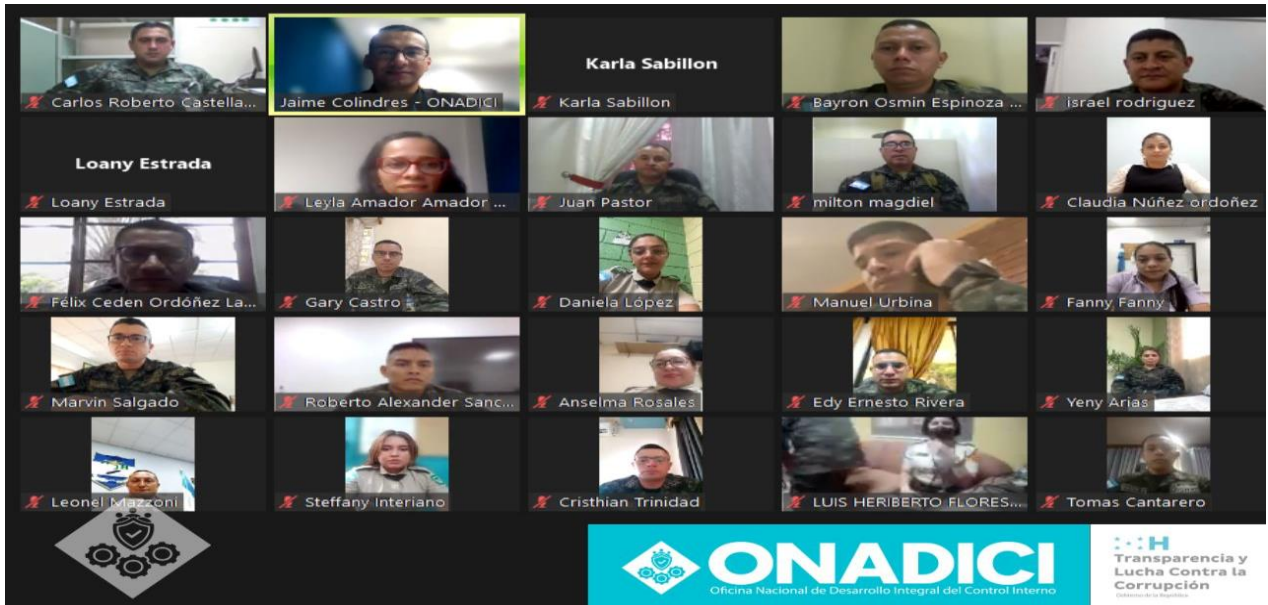 Carlos Roberto Castella...
Jaime Colindres - ONADICI
Karla Sabillon
Karla Sabillon
Bayron Osmin Espinoza ...
israel rodriguez
Loany Estrada
Loany Estrada
Leyla Amador Amador ...
Juan Pastor
milton magdiel
Claudia Núñez ordoñez
Félix Ceden Ordóñez La...
Gary Castro
Daniela López
Manuel Urbina
Fanny Fanny
Marvin Salgado
Roberto Alexander Sanc...
Anselma Rosales
Edy Ernesto Rivera
Yeny Arias
Leonel Mazzoni
Steffany Interiano
Cristhian Trinidad
LUIS HERIBERTO FLORES...
Tomas Cantarero
ONADICI
Oficina Nacional de Desarrollo Integral del Control Interno
H
Transparencia y
Lucha Contra la
Corrupción
Gobierno de la República